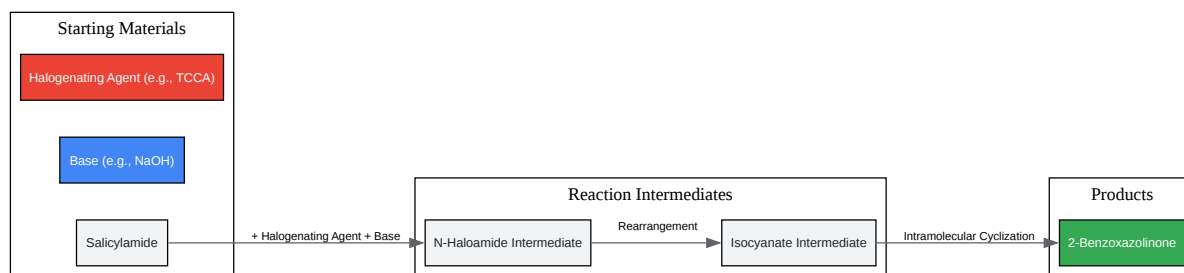 Starting Materials
Halogenating Agent (e.g., TCCA)
Base (e.g., NaOH)
Salicylamide
+ Halogenating Agent + Base
Reaction Intermediates
N-Haloamide Intermediate
Rearrangement
Isocyanate Intermediate
Intramolecular Cyclization
Products
2-Benzoxazolinone